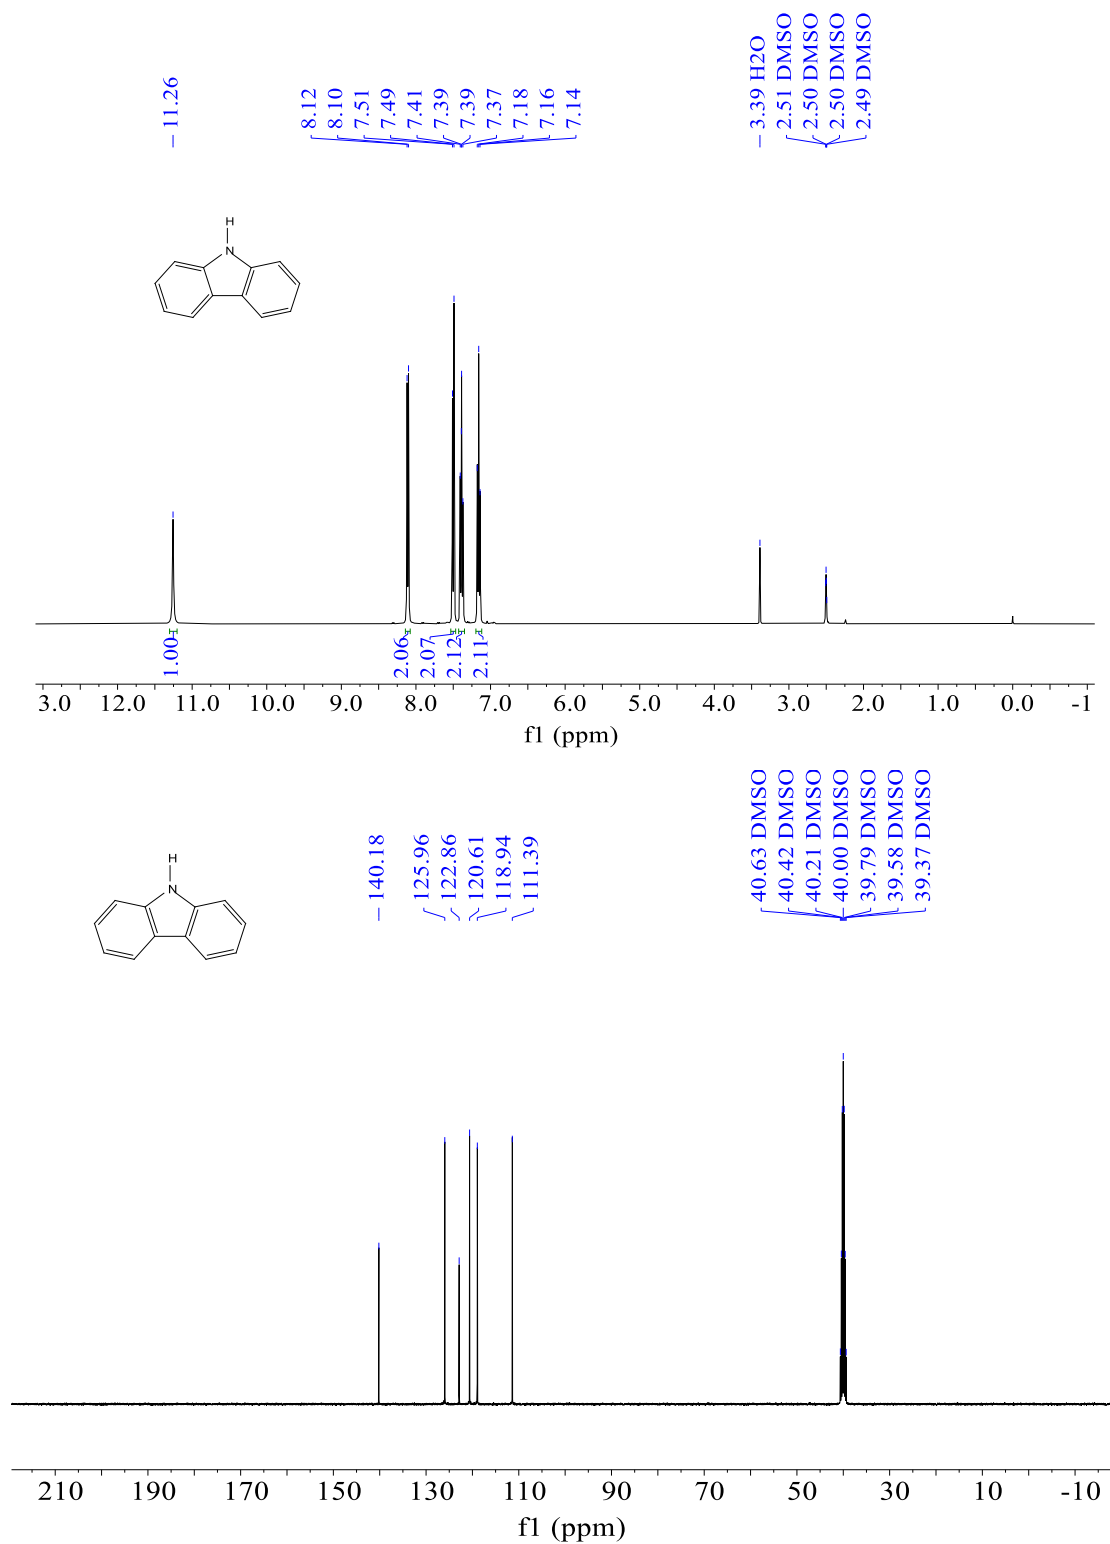 11.26
8.12
8.10
7.51
7.49
7.41
7.39
7.39
7.37
7.18
7.16
7.14
3.39 H2O
2.51 DMSO
2.50 DMSO
2.50 DMSO
2.49 DMSO
H
N
1.00
2.06
2.07
2.12
2.11
3.0 12.0 11.0 10.0 9.0 8.0 7.0 6.0 5.0 4.0 3.0 2.0 1.0 0.0 -1
f1 (ppm)
140.18
125.96
122.86
120.61
118.94
111.39
40.63 DMSO
40.42 DMSO
40.21 DMSO
40.00 DMSO
39.79 DMSO
39.58 DMSO
39.37 DMSO
H
N
210 190 170 150 130 110 90 70 50 30 10 -10
f1 (ppm)